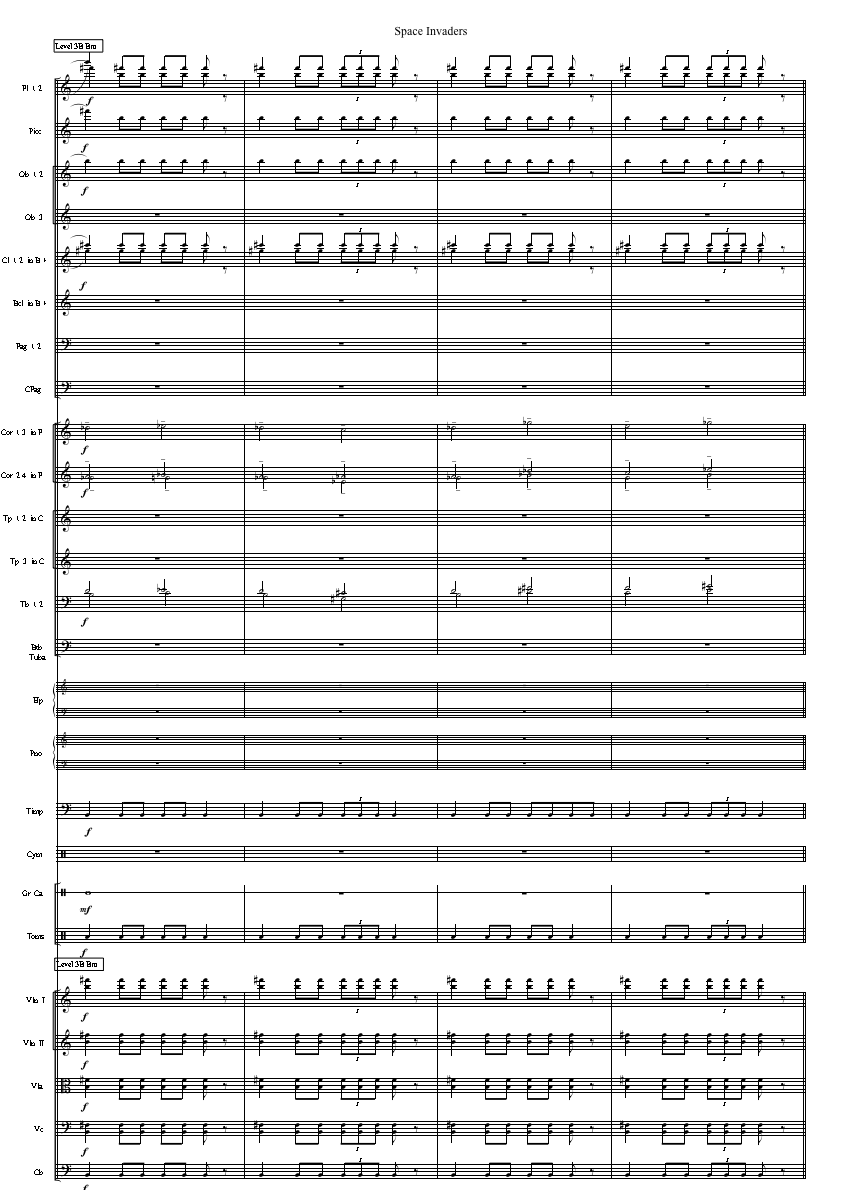 Space Invaders
Level 3B Bm
Fl 1 2
f
Picc
f
Ob 1 2
f
Ob 3
Cl 1 2 in B♭
f
Bcl in B♭
Fag 1 2
CFag
Cor 1 3 in F
f
Cor 2 4 in F
f
Tp 1 2 in C
Tp 3 in C
Tb 1 2
f
Btb
Tuba
Hp
Pno
Timp
f
Cym
Gr Ca
mf
Toms
f
Level 3B Bm
Vln I
f
Vln II
f
Vla
f
Vc
f
Cb
f